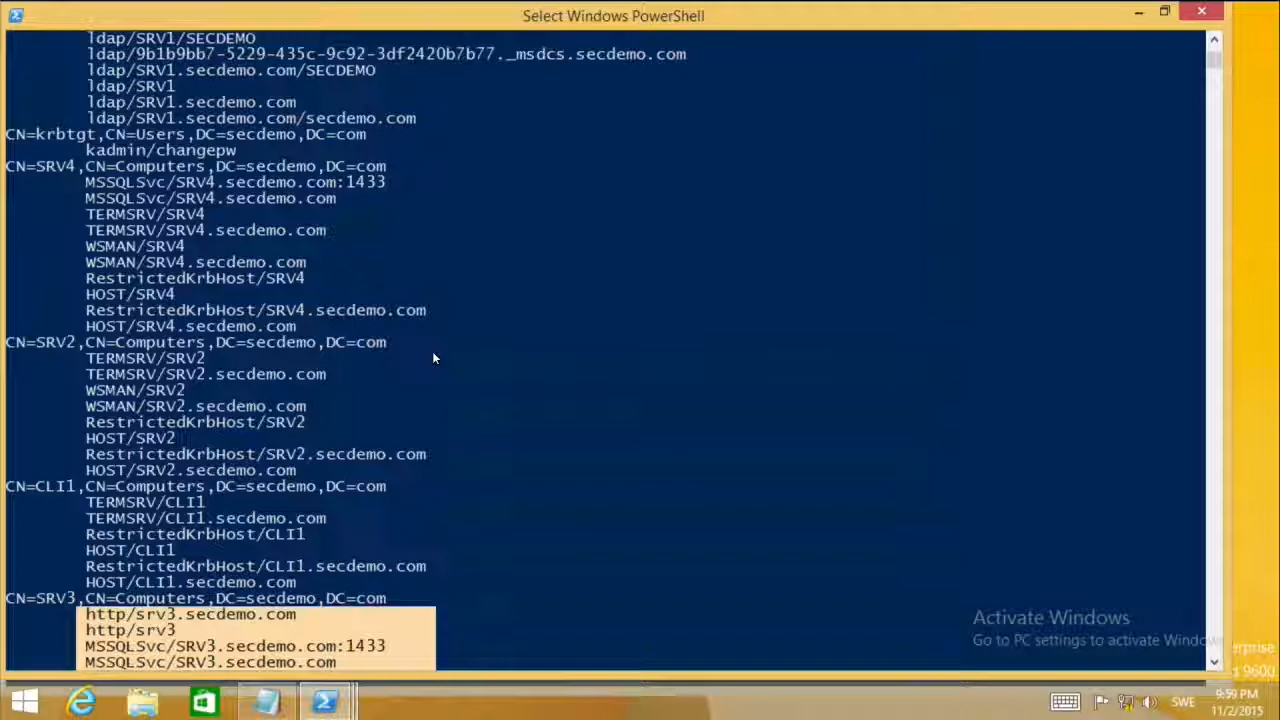 Select Windows PowerShell
ldap/SRV1/SECDEMO
ldap/9b1b9bb7-5229-435c-9c92-3df2420b7b77._msdcs.secdemo.com
ldap/SRV1.secdemo.com/SECDEMO
ldap/SRV1
ldap/SRV1.secdemo.com
ldap/SRV1.secdemo.com/secdemo.com
CN=krbtgt,CN=Users,DC=secdemo,DC=com
kadmin/changepw
CN=SRV4,CN=Computers,DC=secdemo,DC=com
MSSQLSvc/SRV4.secdemo.com:1433
MSSQLSvc/SRV4.secdemo.com
TERMSRV/SRV4
TERMSRV/SRV4.secdemo.com
WSMAN/SRV4
WSMAN/SRV4.secdemo.com
RestrictedKrbHost/SRV4
HOST/SRV4
RestrictedKrbHost/SRV4.secdemo.com
HOST/SRV4.secdemo.com
CN=SRV2,CN=Computers,DC=secdemo,DC=com
TERMSRV/SRV2
TERMSRV/SRV2.secdemo.com
WSMAN/SRV2
WSMAN/SRV2.secdemo.com
RestrictedKrbHost/SRV2
HOST/SRV2
RestrictedKrbHost/SRV2.secdemo.com
HOST/SRV2.secdemo.com
CN=CLI1,CN=Computers,DC=secdemo,DC=com
TERMSRV/CLI1
TERMSRV/CLI1.secdemo.com
RestrictedKrbHost/CLI1
HOST/CLI1
RestrictedKrbHost/CLI1.secdemo.com
HOST/CLI1.secdemo.com
CN=SRV3,CN=Computers,DC=secdemo,DC=com
http/srv3.secdemo.com
http/srv3
MSSQLSvc/SRV3.secdemo.com:1433
MSSQLSvc/SRV3.secdemo.com
Activate Windows
Go to PC settings to activate Windows
erprise
9600
SWE
9:59 PM
11/2/2015